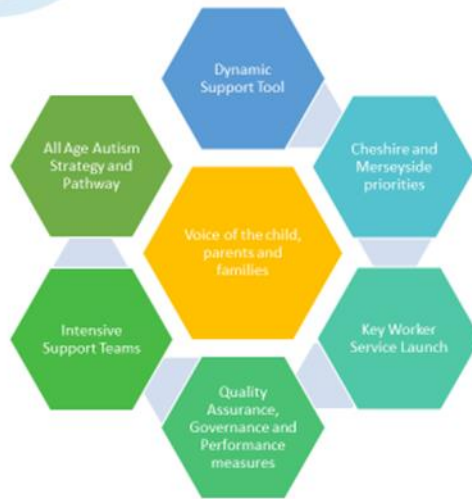 Dynamic
Support Tool
All Age Autism
Strategy and
Pathway
Cheshire and
Merseyside
priorities
Voice of the child,
parents and
families
Intensive
Support Teams
Key Worker
Service Launch
Quality
Assurance,
Governance and
Performance
measures